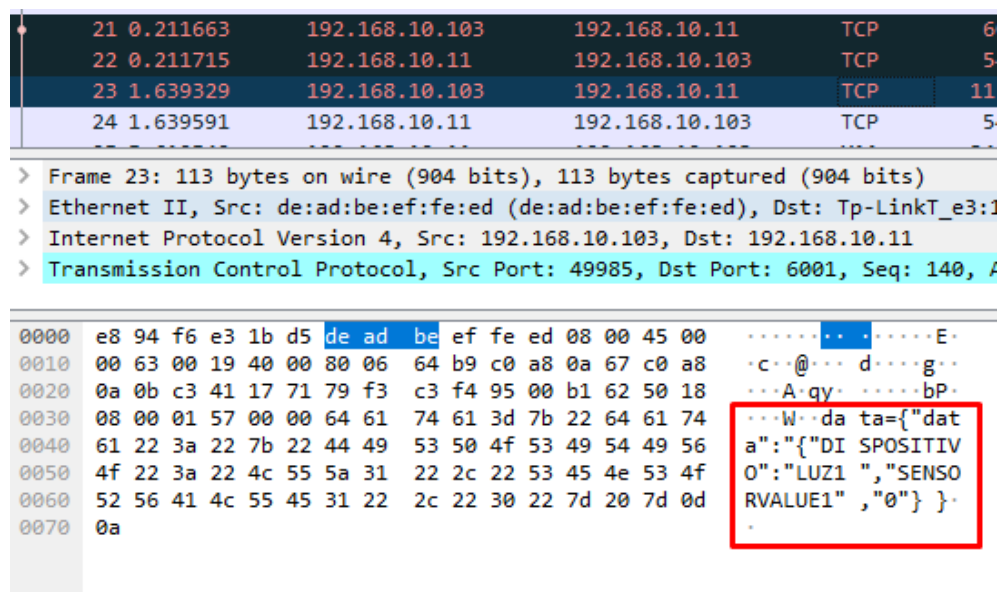 21 0.211663 192.168.10.103 192.168.10.11 TCP
22 0.211715 192.168.10.11 192.168.10.103 TCP
23 1.639329 192.168.10.103 192.168.10.11 TCP 11
24 1.639591 192.168.10.11 192.168.10.103 TCP
> Frame 23: 113 bytes on wire (904 bits), 113 bytes captured (904 bits)
> Ethernet II, Src: de:ad:be:ef:fe:ed (de:ad:be:ef:fe:ed), Dst: Tp-LinkT_e3:1
> Internet Protocol Version 4, Src: 192.168.10.103, Dst: 192.168.10.11
> Transmission Control Protocol, Src Port: 49985, Dst Port: 6001, Seq: 140, A
0000 e8 94 f6 e3 1b d5 de ad be ef fe ed 08 00 45 00 ········ ······E·
0010 00 63 00 19 40 00 80 06 64 b9 c0 a8 0a 67 c0 a8 ·c··@··· d····g··
0020 0a 0b c3 41 17 71 79 f3 c3 f4 95 00 b1 62 50 18 ···A·qy· ·····bP·
0030 08 00 01 57 00 00 64 61 74 61 3d 7b 22 64 61 74 ···W··da ta={"dat
0040 61 22 3a 22 7b 22 44 49 53 50 4f 53 49 54 49 56 a":"{"DI SPOSITIV
0050 4f 22 3a 22 4c 55 5a 31 22 2c 22 53 45 4e 53 4f O":"LUZ1 ","SENSO
0060 52 56 41 4c 55 45 31 22 2c 22 30 22 7d 20 7d 0d RVALUE1" ,"0"} }·
0070 0a ·